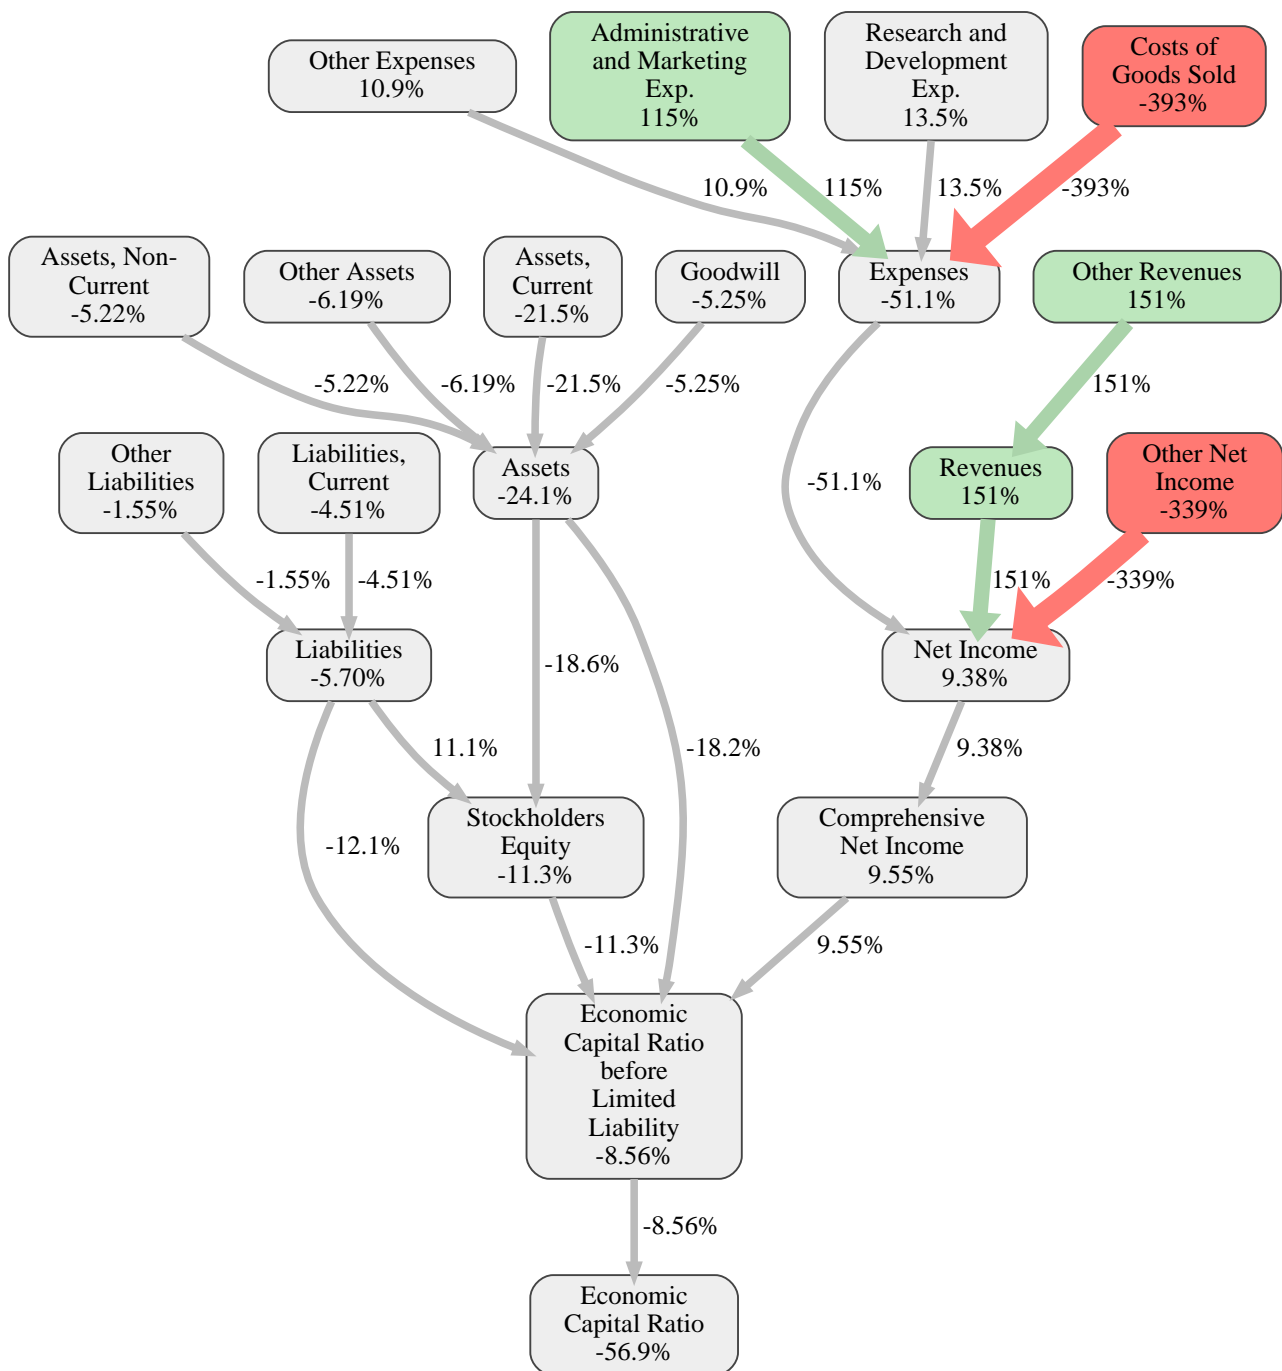 Other Expenses
10.9%
Administrative
and Marketing
Exp.
115%
Research and
Development
Exp.
13.5%
Costs of
Goods Sold
-393%
10.9%
115%
13.5%
-393%
Assets, Non-
Current
-5.22%
Other Assets
-6.19%
Assets,
Current
-21.5%
Goodwill
-5.25%
Expenses
-51.1%
Other Revenues
151%
-5.22%
-6.19%
-21.5%
-5.25%
151%
Other
Liabilities
-1.55%
Liabilities,
Current
-4.51%
Assets
-24.1%
-51.1%
Revenues
151%
Other Net
Income
-339%
-1.55%
-4.51%
151%
-339%
Liabilities
-5.70%
-18.6%
Net Income
9.38%
11.1%
-18.2%
9.38%
-12.1%
Stockholders
Equity
-11.3%
Comprehensive
Net Income
9.55%
-11.3%
9.55%
Economic
Capital Ratio
before
Limited
Liability
-8.56%
-8.56%
Economic
Capital Ratio
-56.9%